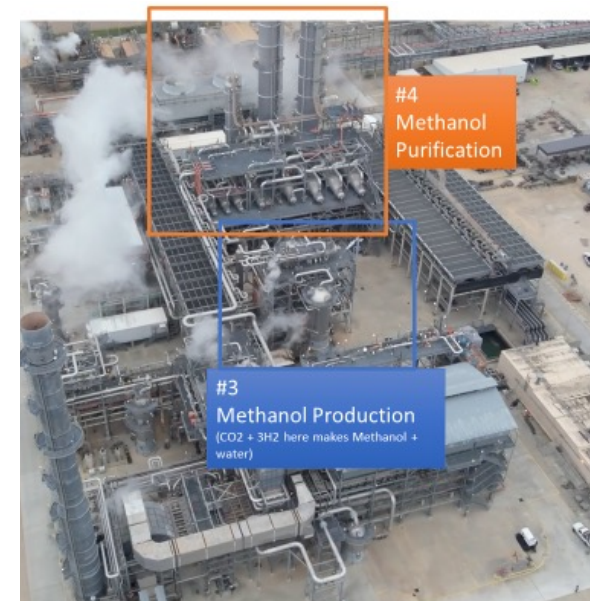 #4
Methanol
Purification
#3
Methanol Production
(CO2 + 3H2 here makes Methanol +
water)